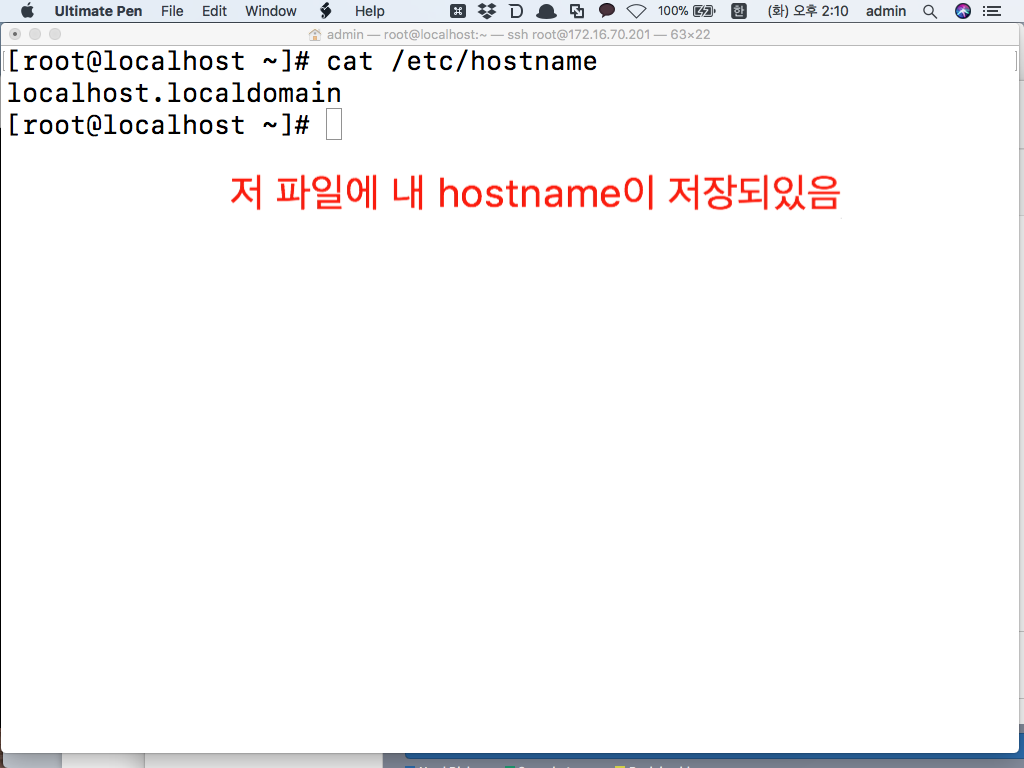 Ultimate Pen File Edit Window Help 100% 한 (화) 오후 2:10 admin
admin — root@localhost:~ — ssh root@172.16.70.201 — 63×22
[root@localhost ~]# cat /etc/hostname
localhost.localdomain
[root@localhost ~]#
저 파일에 내 hostname이 저장되있음